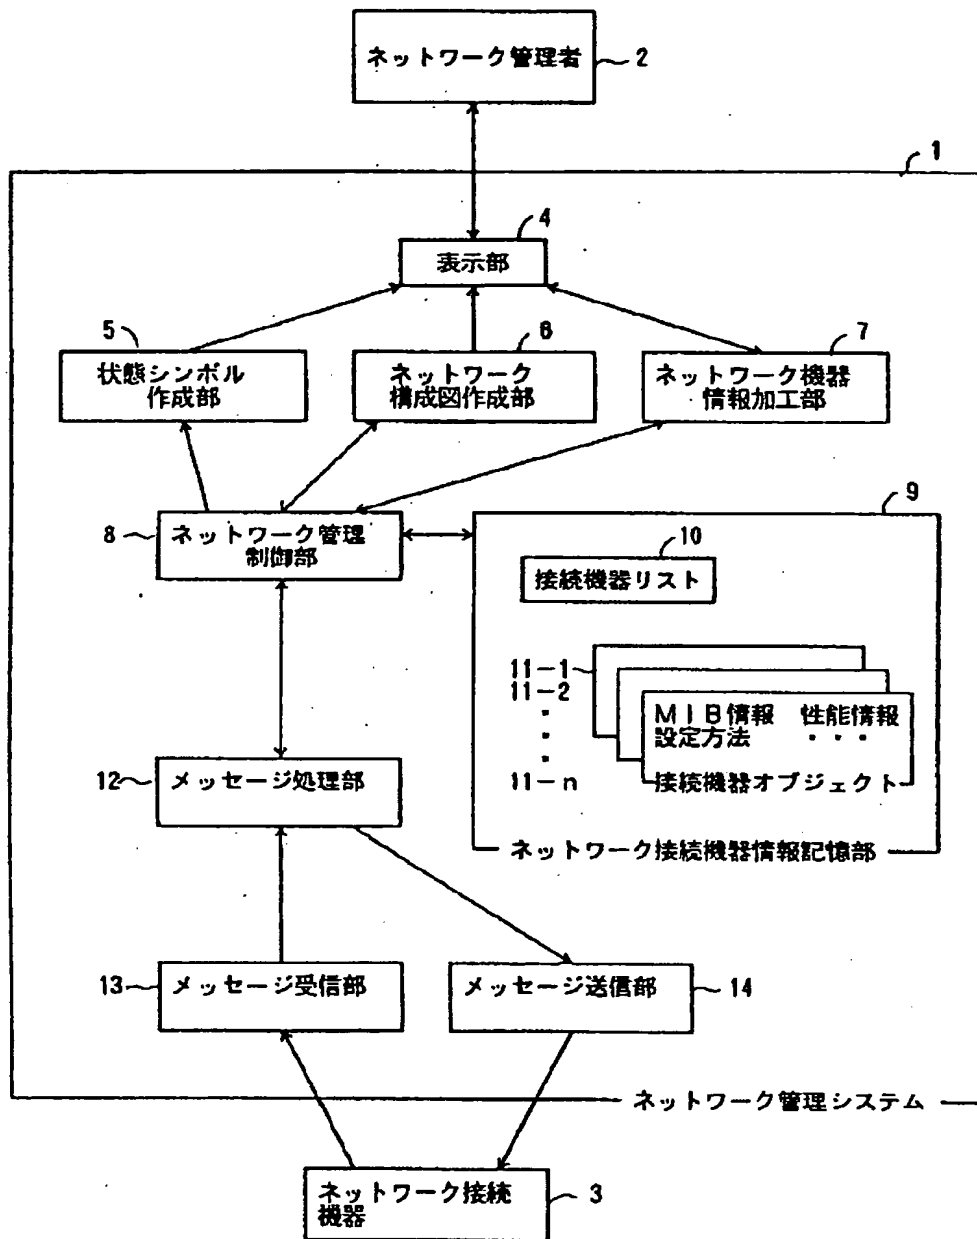 ネットワーク管理者
2
1
4
表示部
5
6
7
状態シンボル
作成部
ネットワーク
構成図作成部
ネットワーク機器
情報加工部
9
8
ネットワーク管理
制御部
10
接続機器リスト
11-1
11-2
・
・
・
11-n
MIB情報 性能情報
設定方法 ・・・
接続機器オブジェクト
12
メッセージ処理部
ネットワーク接続機器情報記憶部
13
メッセージ受信部
メッセージ送信部
14
ネットワーク管理システム
ネットワーク接続
機器
3